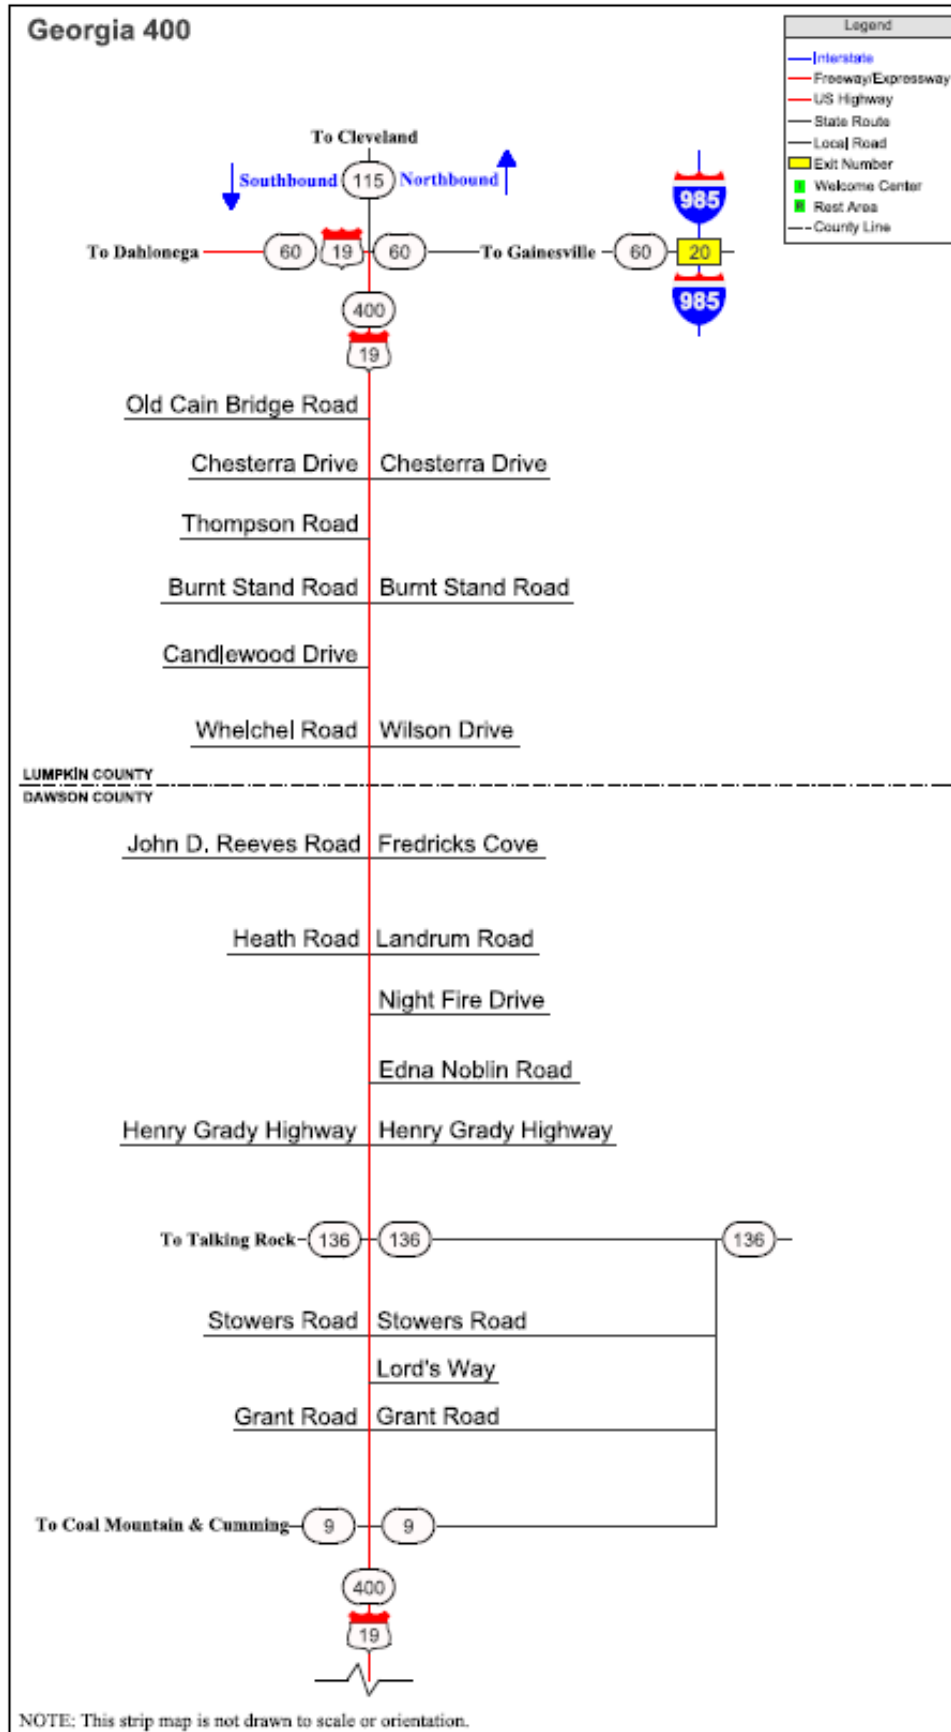 Georgia 400
Legend
Interstate
Freeway/Expressway
US Highway
State Route
Local Road
Exit Number
I Welcome Center
R Rest Area
County Line
To Cleveland
Southbound 115 Northbound
985
To Dahlonega 60 19 60 To Gainesville 60 20
985
400
19
Old Cain Bridge Road
Chesterra Drive Chesterra Drive
Thompson Road
Burnt Stand Road Burnt Stand Road
Candlewood Drive
Whelchel Road Wilson Drive
LUMPKIN COUNTY
DAWSON COUNTY
John D. Reeves Road Fredricks Cove
Heath Road Landrum Road
Night Fire Drive
Edna Noblin Road
Henry Grady Highway Henry Grady Highway
To Talking Rock 136 136 136
Stowers Road Stowers Road
Lord's Way
Grant Road Grant Road
To Coal Mountain & Cumming 9 9
400
19
NOTE: This strip map is not drawn to scale or orientation.